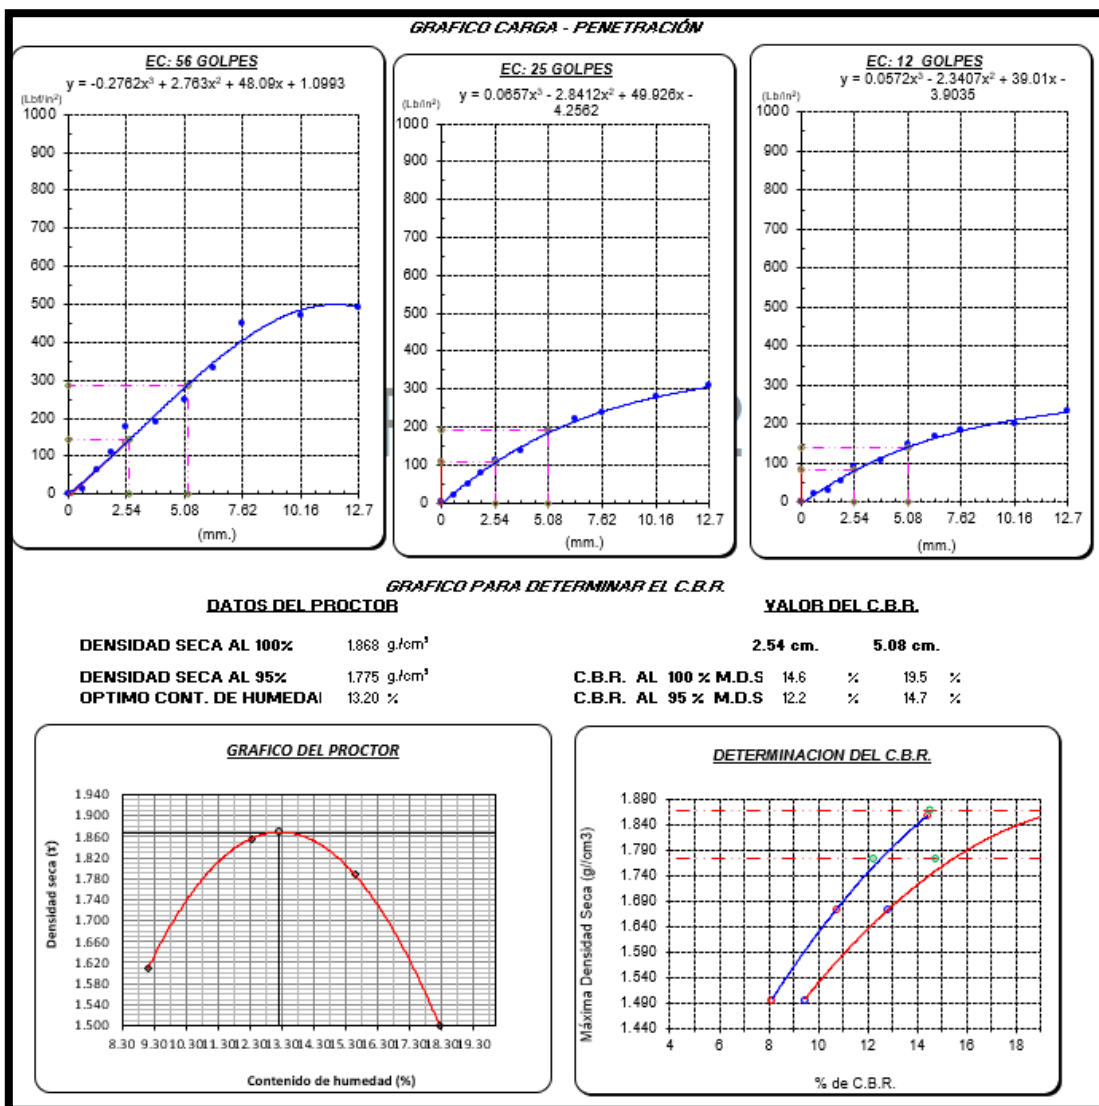 GRAFICO CARGA - PENETRACIÓN
EC: 56 GOLPES
y = -0.2762x³ + 2.763x² + 48.09x + 1.0993
(Lbf/in²)
1000
900
800
700
600
500
400
300
200
100
0
0 2.54 5.08 7.62 10.16 12.7
(mm.)
EC: 25 GOLPES
y = 0.0657x³ - 2.8412x² + 49.926x -
4.2562
(Lb/in²)
1000
900
800
700
600
500
400
300
200
100
0
0 2.54 5.08 7.62 10.16 12.7
(mm.)
EC: 12 GOLPES
y = 0.0572x³ - 2.3407x² + 39.01x -
3.9035
(Lb/in²)
1000
900
800
700
600
500
400
300
200
100
0
0 2.54 5.08 7.62 10.16 12.7
(mm.)
GRAFICO PARA DETERMINAR EL C.B.R.
DATOS DEL PROCTOR
DENSIDAD SECA AL 100% 1.868 g./cm³
DENSIDAD SECA AL 95% 1.775 g./cm³
OPTIMO CONT. DE HUMEDAI 13.20 %
VALOR DEL C.B.R.
2.54 cm. 5.08 cm.
C.B.R. AL 100 % M.D.S 14.6 % 19.5 %
C.B.R. AL 95 % M.D.S 12.2 % 14.7 %
GRAFICO DEL PROCTOR
Densidad seca (ɤ)
1.940
1.900
1.860
1.820
1.780
1.740
1.700
1.660
1.620
1.580
1.540
1.500
8.30 9.30 10.30 11.30 12.30 13.30 14.30 15.30 16.30 17.30 18.30 19.30
Contenido de humedad (%)
DETERMINACION DEL C.B.R.
Máxima Densidad Seca (g//om3)
1.890
1.840
1.790
1.740
1.690
1.640
1.590
1.540
1.490
1.440
4 6 8 10 12 14 16 18
% de C.B.R.